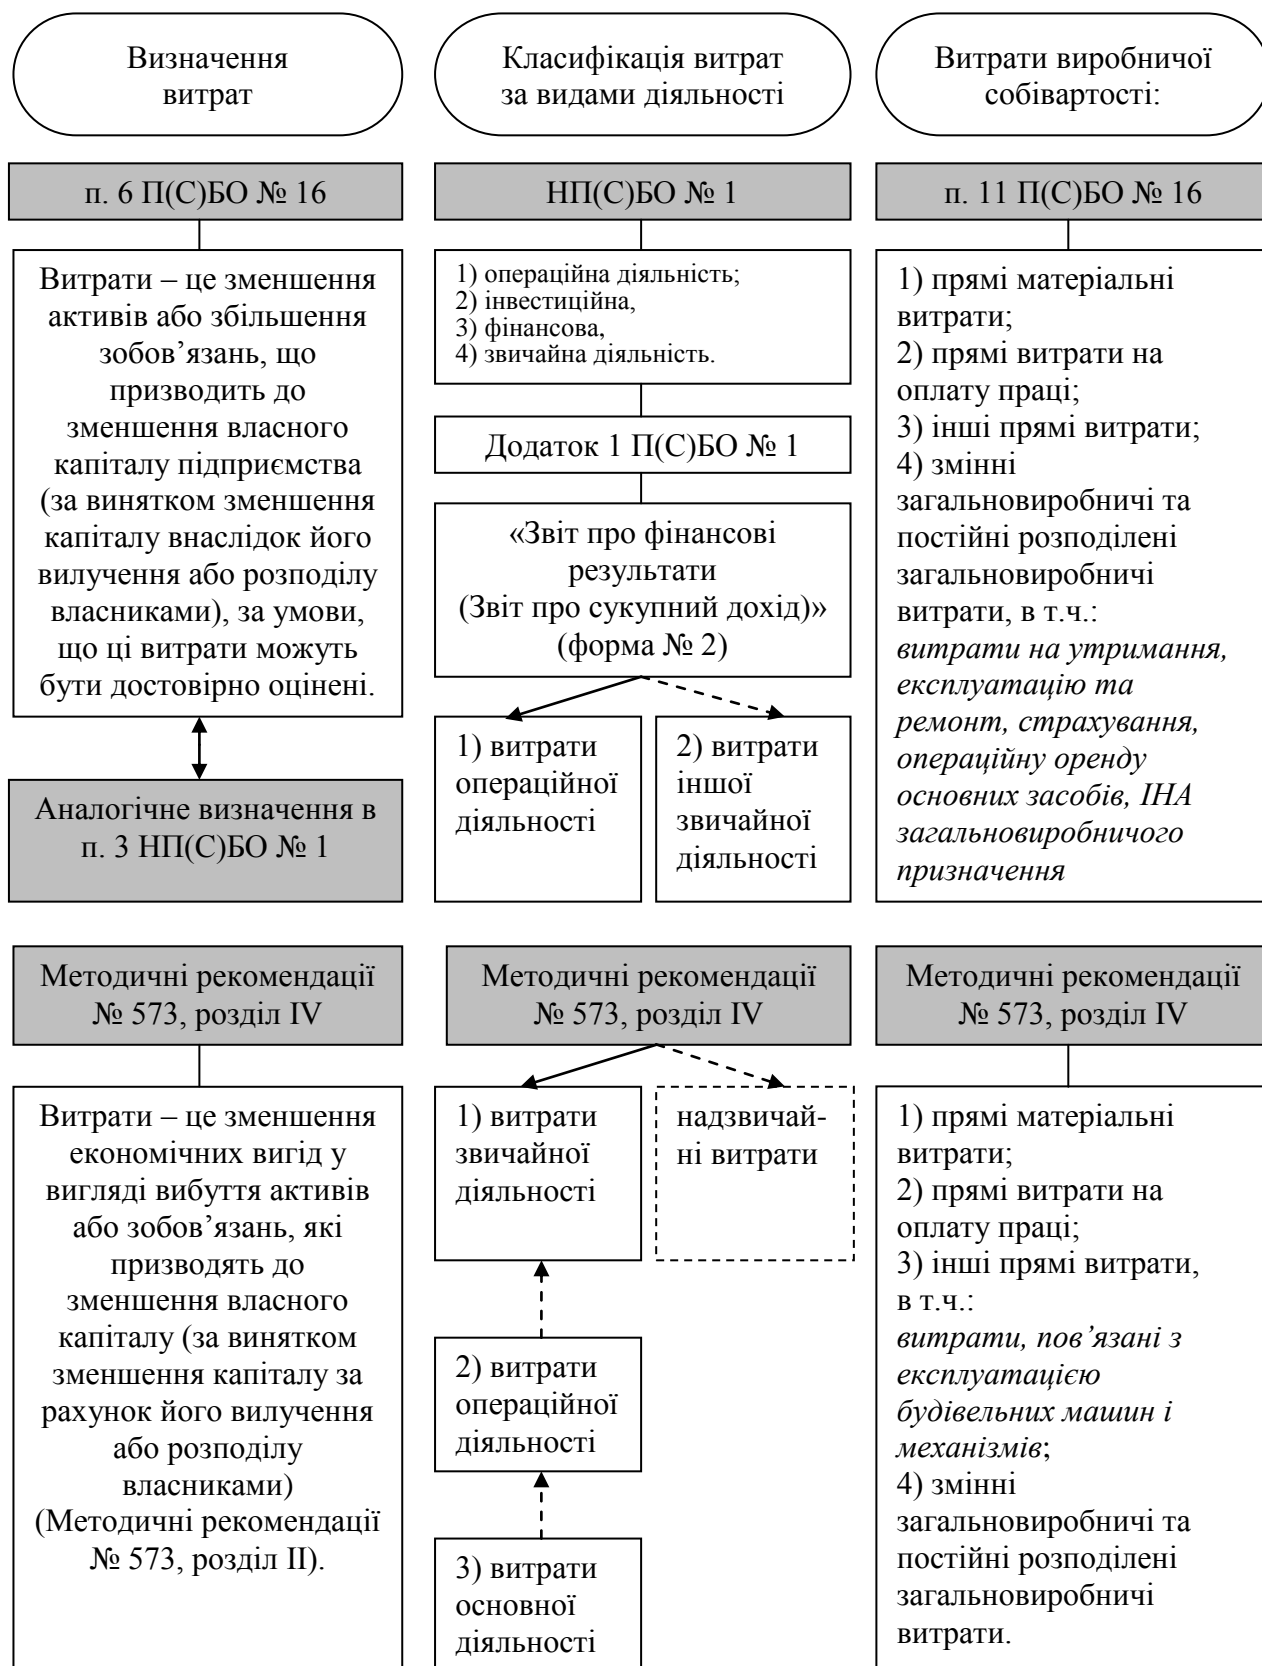 Визначення
витрат
Класифікація витрат
за видами діяльності
Витрати виробничої
собівартості:
п. 6 П(С)БО № 16
НП(С)БО № 1
п. 11 П(С)БО № 16
Витрати – це зменшення
активів або збільшення
зобов’язань, що
призводить до
зменшення власного
капіталу підприємства
(за винятком зменшення
капіталу внаслідок його
вилучення або розподілу
власниками), за умови,
що ці витрати можуть
бути достовірно оцінені.
Аналогічне визначення в
п. 3 НП(С)БО № 1
1) операційна діяльність;
2) інвестиційна,
3) фінансова,
4) звичайна діяльність.
Додаток 1 П(С)БО № 1
«Звіт про фінансові
результати
(Звіт про сукупний дохід)»
(форма № 2)
1) витрати
операційної
діяльності
2) витрати
іншої
звичайної
діяльності
1) прямі матеріальні
витрати;
2) прямі витрати на
оплату праці;
3) інші прямі витрати;
4) змінні
загальновиробничі та
постійні розподілені
загальновиробничі
витрати, в т.ч.:
витрати на утримання,
експлуатацію та
ремонт, страхування,
операційну оренду
основних засобів, ІНА
загальновиробничого
призначення
Методичні рекомендації
№ 573, розділ IV
Методичні рекомендації
№ 573, розділ IV
Методичні рекомендації
№ 573, розділ IV
Витрати – це зменшення
економічних вигід у
вигляді вибуття активів
або зобов’язань, які
призводять до
зменшення власного
капіталу (за винятком
зменшення капіталу за
рахунок його вилучення
або розподілу
власниками)
(Методичні рекомендації
№ 573, розділ II).
1) витрати
звичайної
діяльності
надзвичай-
ні витрати
2) витрати
операційної
діяльності
3) витрати
основної
діяльності
1) прямі матеріальні
витрати;
2) прямі витрати на
оплату праці;
3) інші прямі витрати,
в т.ч.:
витрати, пов’язані з
експлуатацією
будівельних машин і
механізмів;
4) змінні
загальновиробничі та
постійні розподілені
загальновиробничі
витрати.